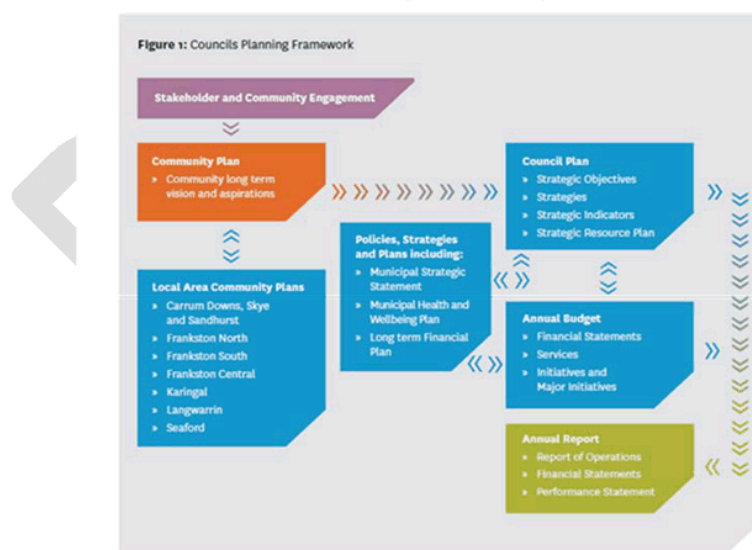 Figure 1: Councils Planning Framework
Stakeholder and Community Engagement
Community Plan
» Community long term
vision and aspirations
Council Plan
» Strategic Objectives
» Strategies
» Strategic Indicators
» Strategic Resource Plan
Policies, Strategies
and Plans including:
» Municipal Strategic
Statement
» Municipal Health and
Wellbeing Plan
» Long term Financial
Plan
Local Area Community Plans
» Carrum Downs, Skye
and Sandhurst
» Frankston North
» Frankston South
» Frankston Central
» Karingal
» Langwarrin
» Seaford
Annual Budget
» Financial Statements
» Services
» Initiatives and
Major Initiatives
Annual Report
» Report of Operations
» Financial Statements
» Performance Statement